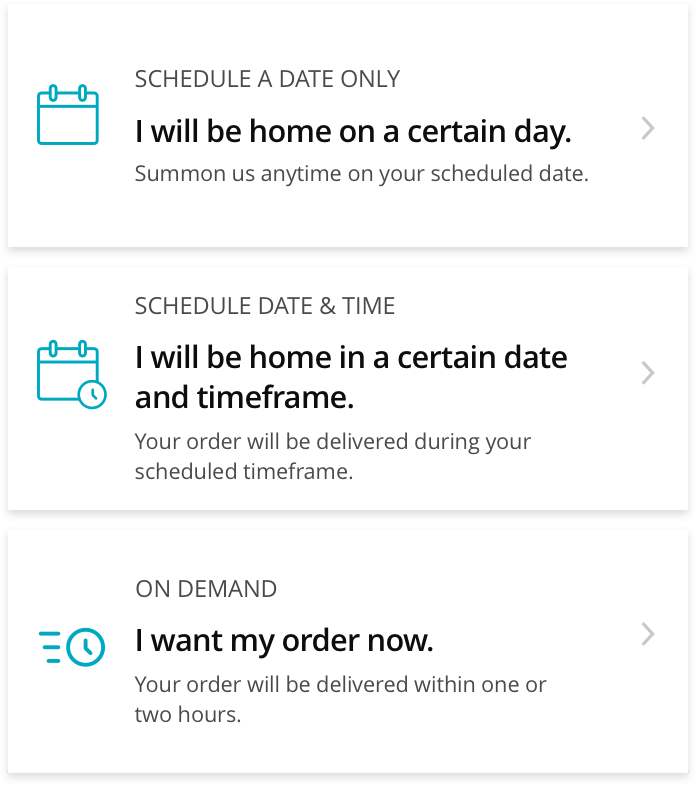 SCHEDULE A DATE ONLY
I will be home on a certain day.
Summon us anytime on your scheduled date.
SCHEDULE DATE & TIME
I will be home in a certain date
and timeframe.
Your order will be delivered during your
scheduled timeframe.
ON DEMAND
I want my order now.
Your order will be delivered within one or
two hours.